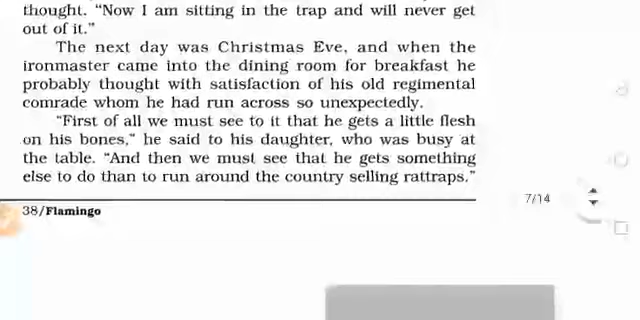 thought. "Now I am sitting in the trap and will never get
out of it."
The next day was Christmas Eve, and when the
ironmaster came into the dining room for breakfast he
probably thought with satisfaction of his old regimental
comrade whom he had run across so unexpectedly.
"First of all we must see to it that he gets a little flesh
on his bones," he said to his daughter, who was busy at
the table. "And then we must see that he gets something
else to do than to run around the country selling rattraps."
38/Flamingo
7/14